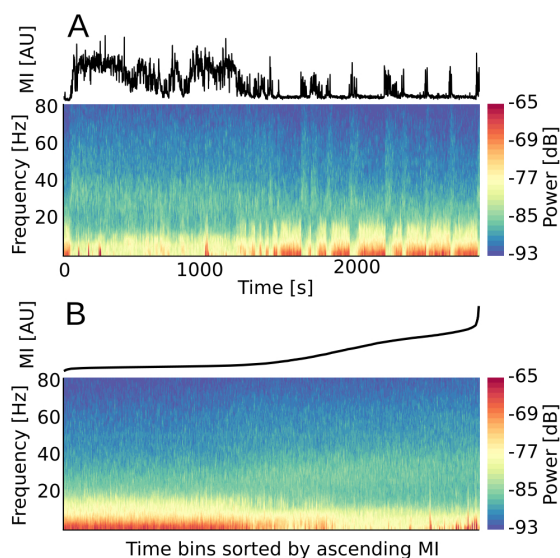 A
MI [AU]
80
60
40
20
Frequency [Hz]
0
1000
2000
Time [s]
-65
-69
-77
-85
-93
Power [dB]
B
MI [AU]
80
60
40
20
Frequency [Hz]
Time bins sorted by ascending MI
-65
-69
-77
-85
-93
Power [dB]